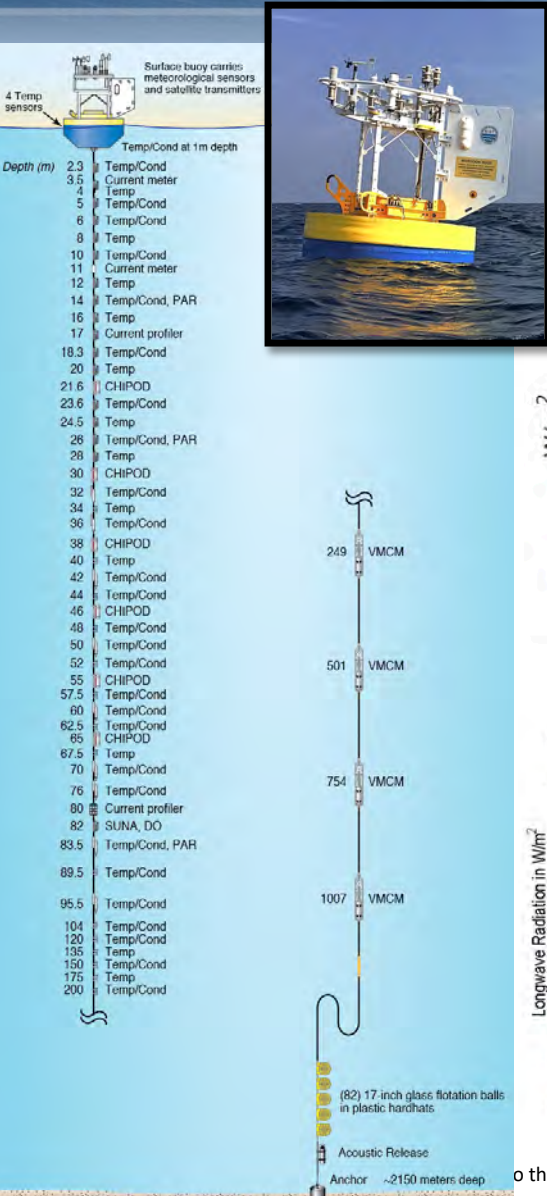 Surface buoy carries
meteorological sensors
and satellite transmitters
4 Temp
sensors
Temp/Cond at 1m depth
Depth (m) 2.3 Temp/Cond
3.5 Current meter
4 Temp
5 Temp/Cond
6 Temp/Cond
8 Temp
10 Temp/Cond
11 Current meter
12 Temp
14 Temp/Cond, PAR
16 Temp
17 Current profiler
18.3 Temp/Cond
20 Temp
21.6 CHIPOD
23.6 Temp/Cond
24.5 Temp
26 Temp/Cond, PAR
28 Temp
30 CHIPOD
32 Temp/Cond
34 Temp
36 Temp/Cond
38 CHIPOD
40 Temp
42 Temp/Cond
44 Temp/Cond
46 CHIPOD
48 Temp/Cond
50 Temp/Cond
52 Temp/Cond
55 CHIPOD
57.5 Temp/Cond
60 Temp/Cond
62.5 Temp/Cond
65 CHIPOD
67.5 Temp
70 Temp/Cond
76 Temp/Cond
80 Current profiler
82 SUNA, DO
83.5 Temp/Cond, PAR
89.5 Temp/Cond
95.5 Temp/Cond
104 Temp/Cond
120 Temp/Cond
135 Temp
150 Temp/Cond
175 Temp
200 Temp/Cond
249 VMCM
501 VMCM
754 VMCM
1007 VMCM
(82) 17-inch glass flotation balls
in plastic hardhats
Acoustic Release
Anchor ~2150 meters deep
Longwave Radiation in W/m²
o th